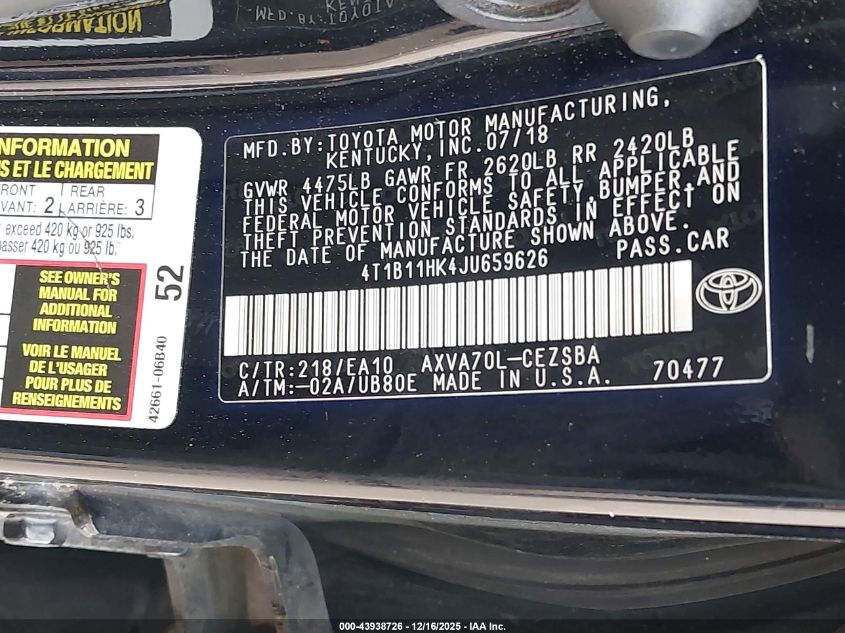 MFD.BY:TOYOTA MOTOR MANUFACTURING,
KENTUCKY,INC.07/18
GVWR 4475LB GAWR FR 2620LB RR 2420LB
THIS VEHICLE CONFORMS TO ALL APPLICABLE
FEDERAL MOTOR VEHICLE SAFETY,BUMPER,AND
THEFT PREVENTION STANDARDS IN EFFECT ON
THE DATE OF MANUFACTURE SHOWN ABOVE.
4T1B11HK4JU659626 PASS.CAR
C/TR:218/EA10 AXVA70L-CEZSBA
A/TM:-02A/UB80E MADE IN U.S.A. 70477
NFORMATION
S ET LE CHARGEMENT
FRONT REAR
VANT: 2 ARRIÈRE: 3
exceed 420 kg or 925 lbs.
passer 420 kg ou 925 lb.
SEE OWNER'S
MANUAL FOR
ADDITIONAL
INFORMATION
VOIR LE MANUEL
DE L'USAGER
POUR PLUS DE
RENSEIGNEMENTS
52
42661-06B40
000-43938726 - 12/16/2025 - IAA Inc.